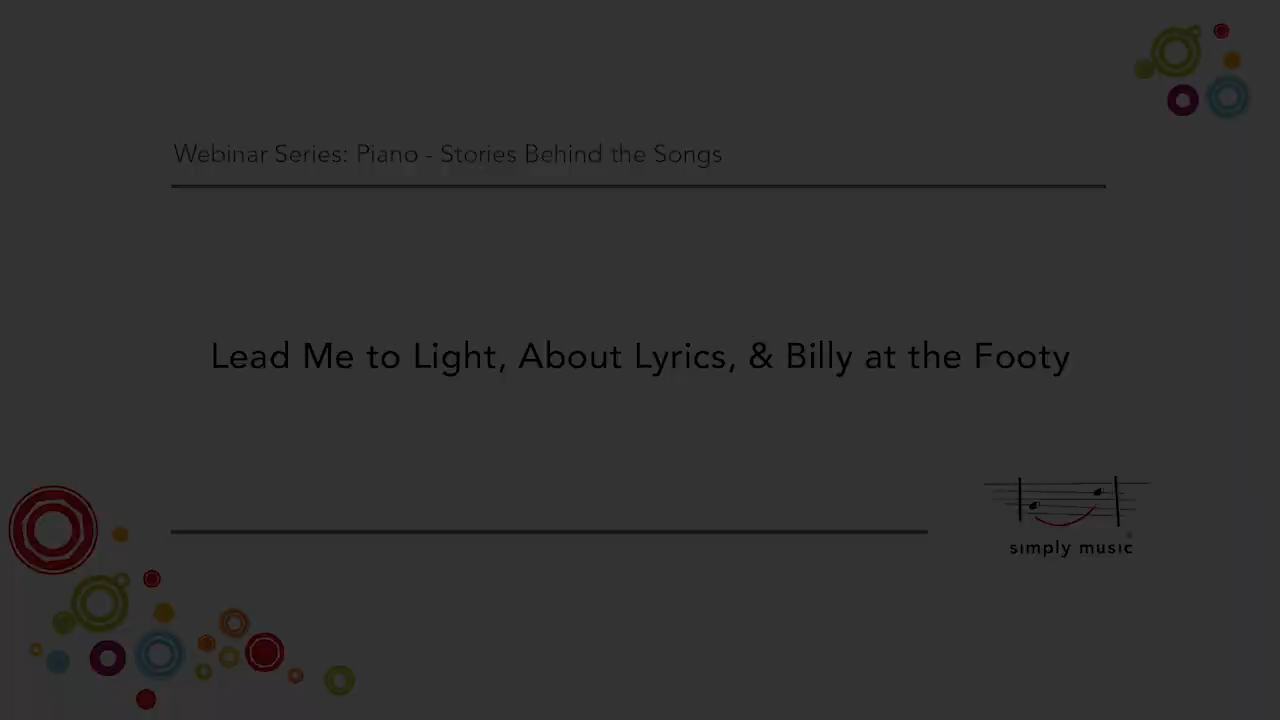 Webinar Series: Piano - Stories Behind the Songs
Lead Me to Light, About Lyrics, & Billy at the Footy
simply music